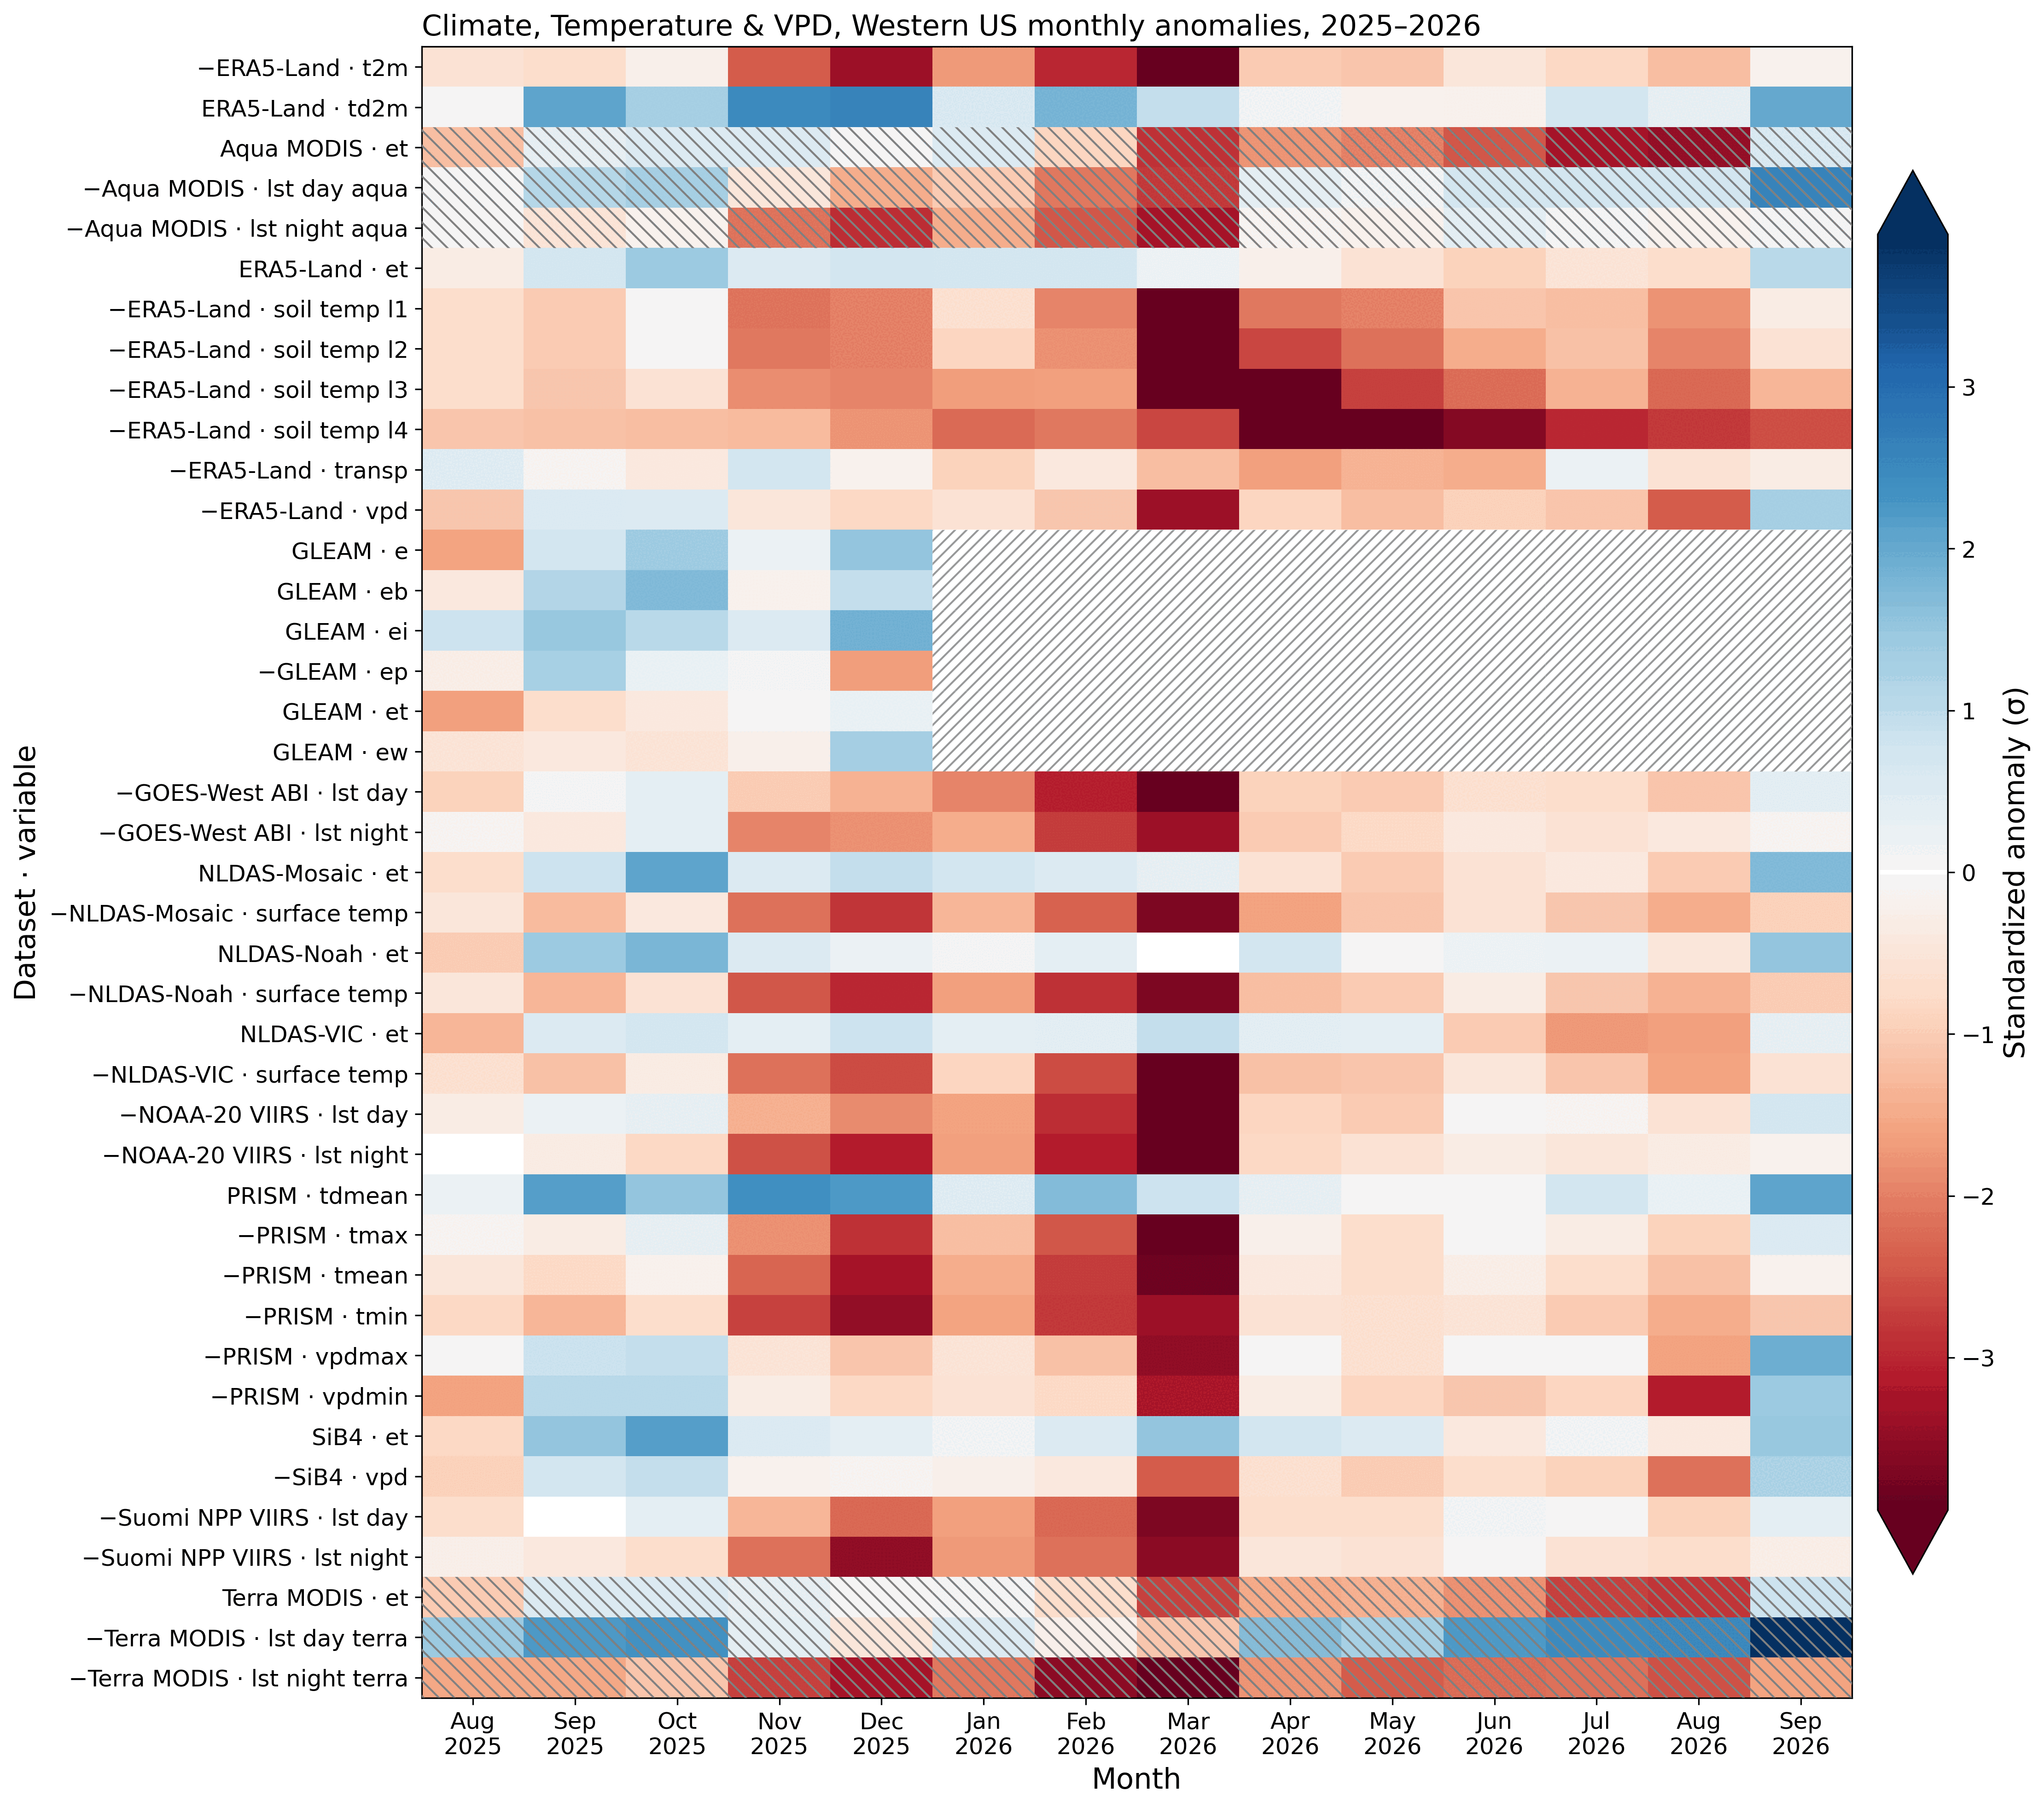 Climate, Temperature & VPD, Western US monthly anomalies, 2025–2026
Dataset · variable
−ERA5-Land · t2m
ERA5-Land · td2m
Aqua MODIS · et
−Aqua MODIS · lst day aqua
−Aqua MODIS · lst night aqua
ERA5-Land · et
−ERA5-Land · soil temp l1
−ERA5-Land · soil temp l2
−ERA5-Land · soil temp l3
−ERA5-Land · soil temp l4
−ERA5-Land · transp
−ERA5-Land · vpd
GLEAM · e
GLEAM · eb
GLEAM · ei
−GLEAM · ep
GLEAM · et
GLEAM · ew
−GOES-West ABI · lst day
−GOES-West ABI · lst night
NLDAS-Mosaic · et
−NLDAS-Mosaic · surface temp
NLDAS-Noah · et
−NLDAS-Noah · surface temp
NLDAS-VIC · et
−NLDAS-VIC · surface temp
−NOAA-20 VIIRS · lst day
−NOAA-20 VIIRS · lst night
PRISM · tdmean
−PRISM · tmax
−PRISM · tmean
−PRISM · tmin
−PRISM · vpdmax
−PRISM · vpdmin
SiB4 · et
−SiB4 · vpd
−Suomi NPP VIIRS · lst day
−Suomi NPP VIIRS · lst night
Terra MODIS · et
−Terra MODIS · lst day terra
−Terra MODIS · lst night terra
Aug 2025
Sep 2025
Oct 2025
Nov 2025
Dec 2025
Jan 2026
Feb 2026
Mar 2026
Apr 2026
May 2026
Jun 2026
Jul 2026
Aug 2026
Sep 2026
Month
3
2
1
0
−1
−2
−3
Standardized anomaly (σ)